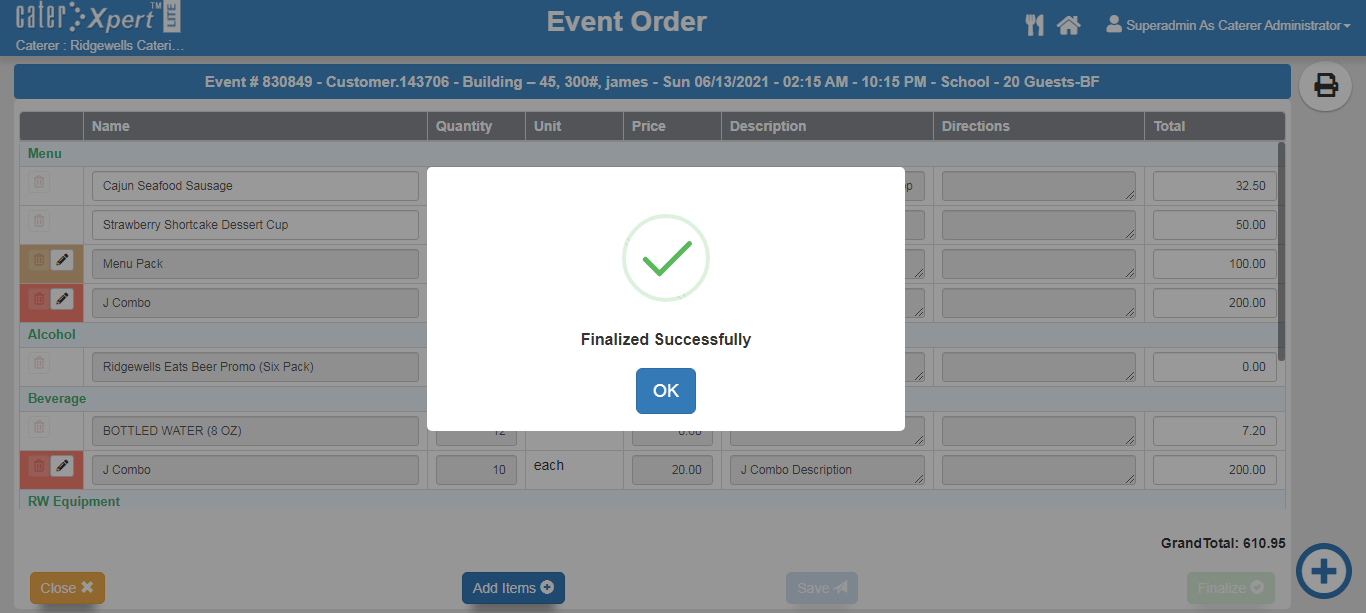 cater Xpert™ LITE
Event Order
Superadmin As Caterer Administrator
Caterer : Ridgewells Cateri...
Event # 830849 - Customer.143706 - Building – 45, 300#, james - Sun 06/13/2021 - 02:15 AM - 10:15 PM - School - 20 Guests-BF
Name Quantity Unit Price Description Directions Total
Menu
Cajun Seafood Sausage 32.50
Strawberry Shortcake Dessert Cup 50.00
Menu Pack 100.00
J Combo 200.00
Finalized Successfully
OK
Alcohol
Ridgewells Eats Beer Promo (Six Pack) 0.00
Beverage
BOTTLED WATER (8 OZ) 12 7.20
J Combo 10 each 20.00 J Combo Description 200.00
RW Equipment
GrandTotal: 610.95
Close Add Items Save Finalize